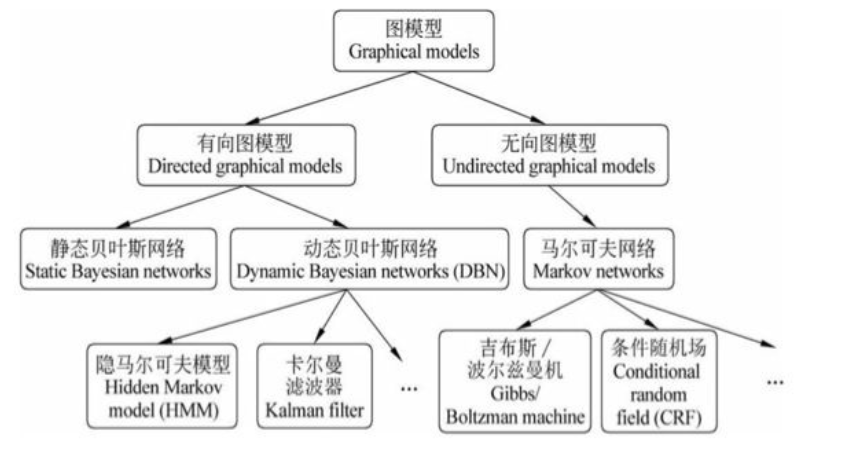 图模型
Graphical models
有向图模型
Directed graphical models
无向图模型
Undirected graphical models
静态贝叶斯网络
Static Bayesian networks
动态贝叶斯网络
Dynamic Bayesian networks (DBN)
马尔可夫网络
Markov networks
隐马尔可夫模型
Hidden Markov
model (HMM)
卡尔曼
滤波器
Kalman filter
...
吉布斯/
波尔兹曼机
Gibbs/
Boltzman machine
条件随机场
Conditional
random
field (CRF)
...